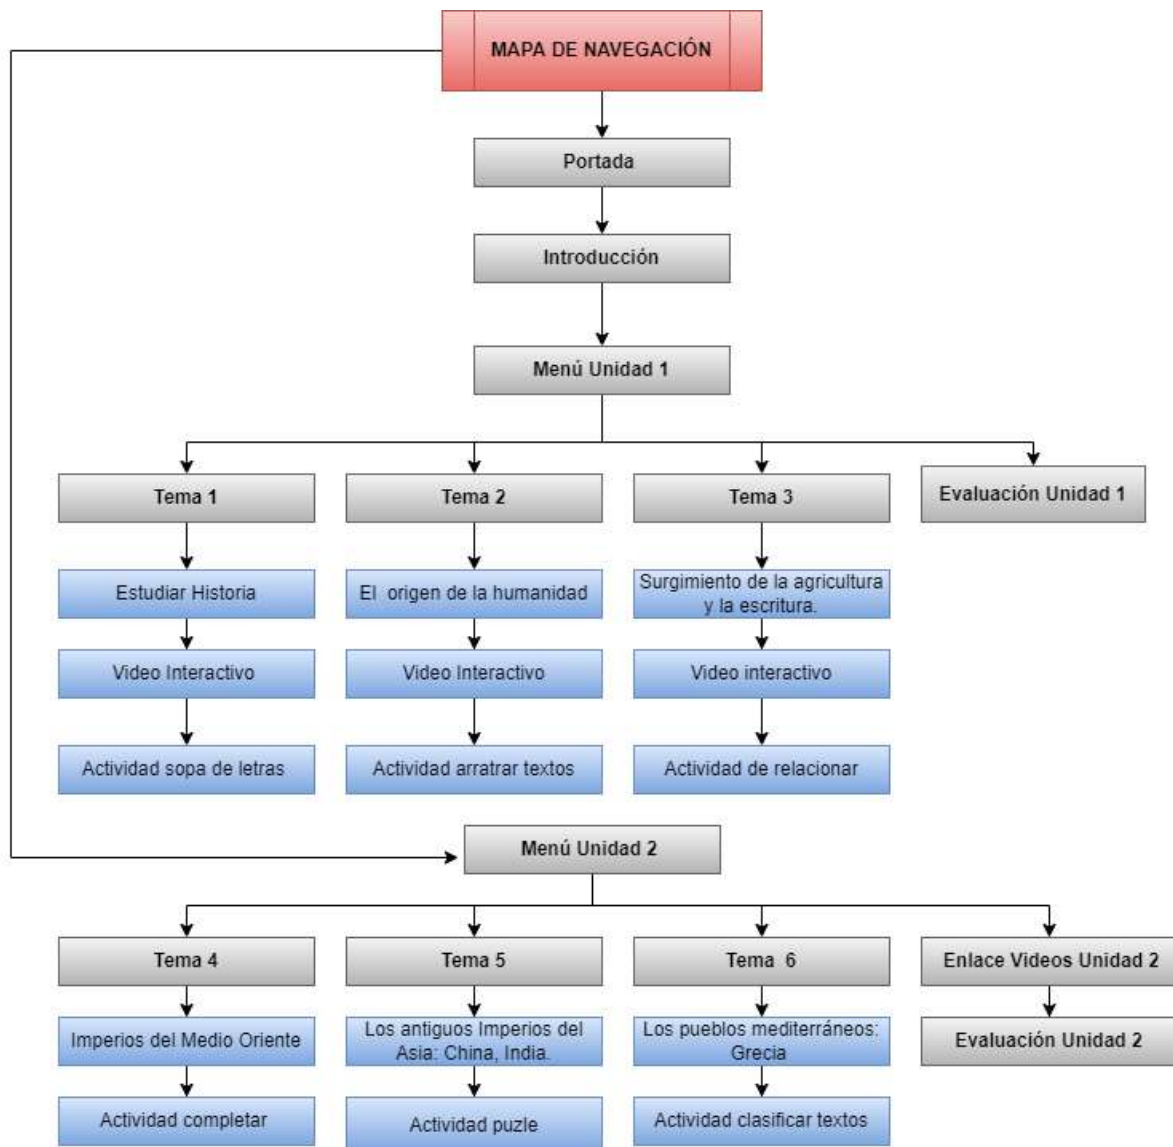 MAPA DE NAVEGACIÓN
Portada
Introducción
Menú Unidad 1
Tema 1
Tema 2
Tema 3
Evaluación Unidad 1
Estudiar Historia
El origen de la humanidad
Surgimiento de la agricultura
y la escritura.
Video Interactivo
Video Interactivo
Video interactivo
Actividad sopa de letras
Actividad arratrar textos
Actividad de relacionar
Menú Unidad 2
Tema 4
Tema 5
Tema 6
Enlace Videos Unidad 2
Imperios del Medio Oriente
Los antiguos Imperios del
Asia: China, India.
Los pueblos mediterráneos:
Grecia
Evaluación Unidad 2
Actividad completar
Actividad puzle
Actividad clasificar textos